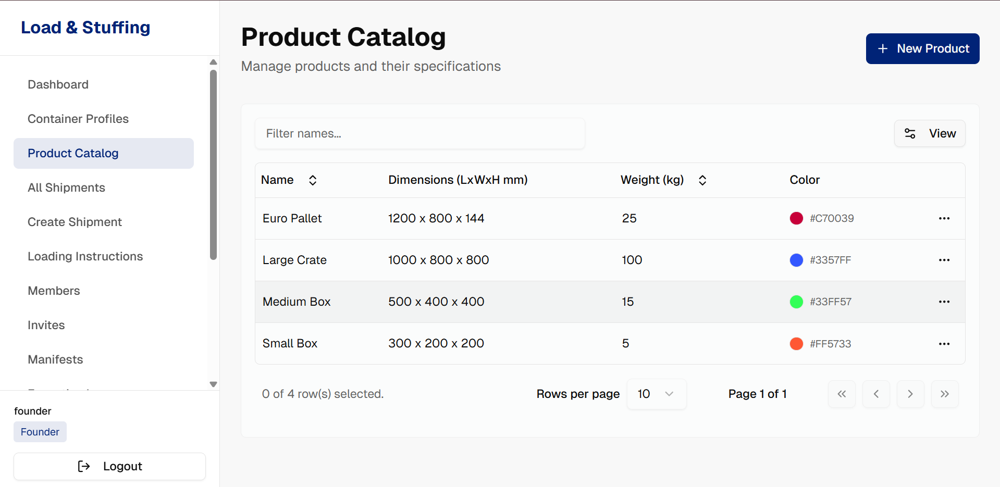 Load & Stuffing
Dashboard
Container Profiles
Product Catalog
All Shipments
Create Shipment
Loading Instructions
Members
Invites
Manifests
founder
Founder
Logout
Product Catalog
Manage products and their specifications
+ New Product
Filter names...
View
Name Dimensions (LxWxH mm) Weight (kg) Color
Euro Pallet 1200 x 800 x 144 25 #C70039
Large Crate 1000 x 800 x 800 100 #3357FF
Medium Box 500 x 400 x 400 15 #33FF57
Small Box 300 x 200 x 200 5 #FF5733
0 of 4 row(s) selected. Rows per page 10 Page 1 of 1